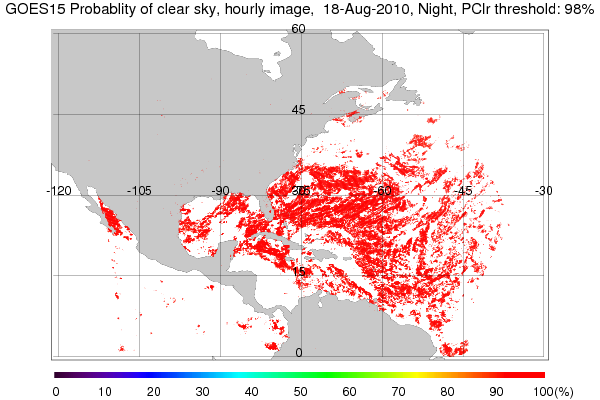 GOES15 Probablity of clear sky, hourly image, 18-Aug-2010, Night, PClr threshold: 98%
60
45
-120 -105 -90 -75 30 -60 -45 -30
15
0
0 10 20 30 40 50 60 70 80 90 100(%)